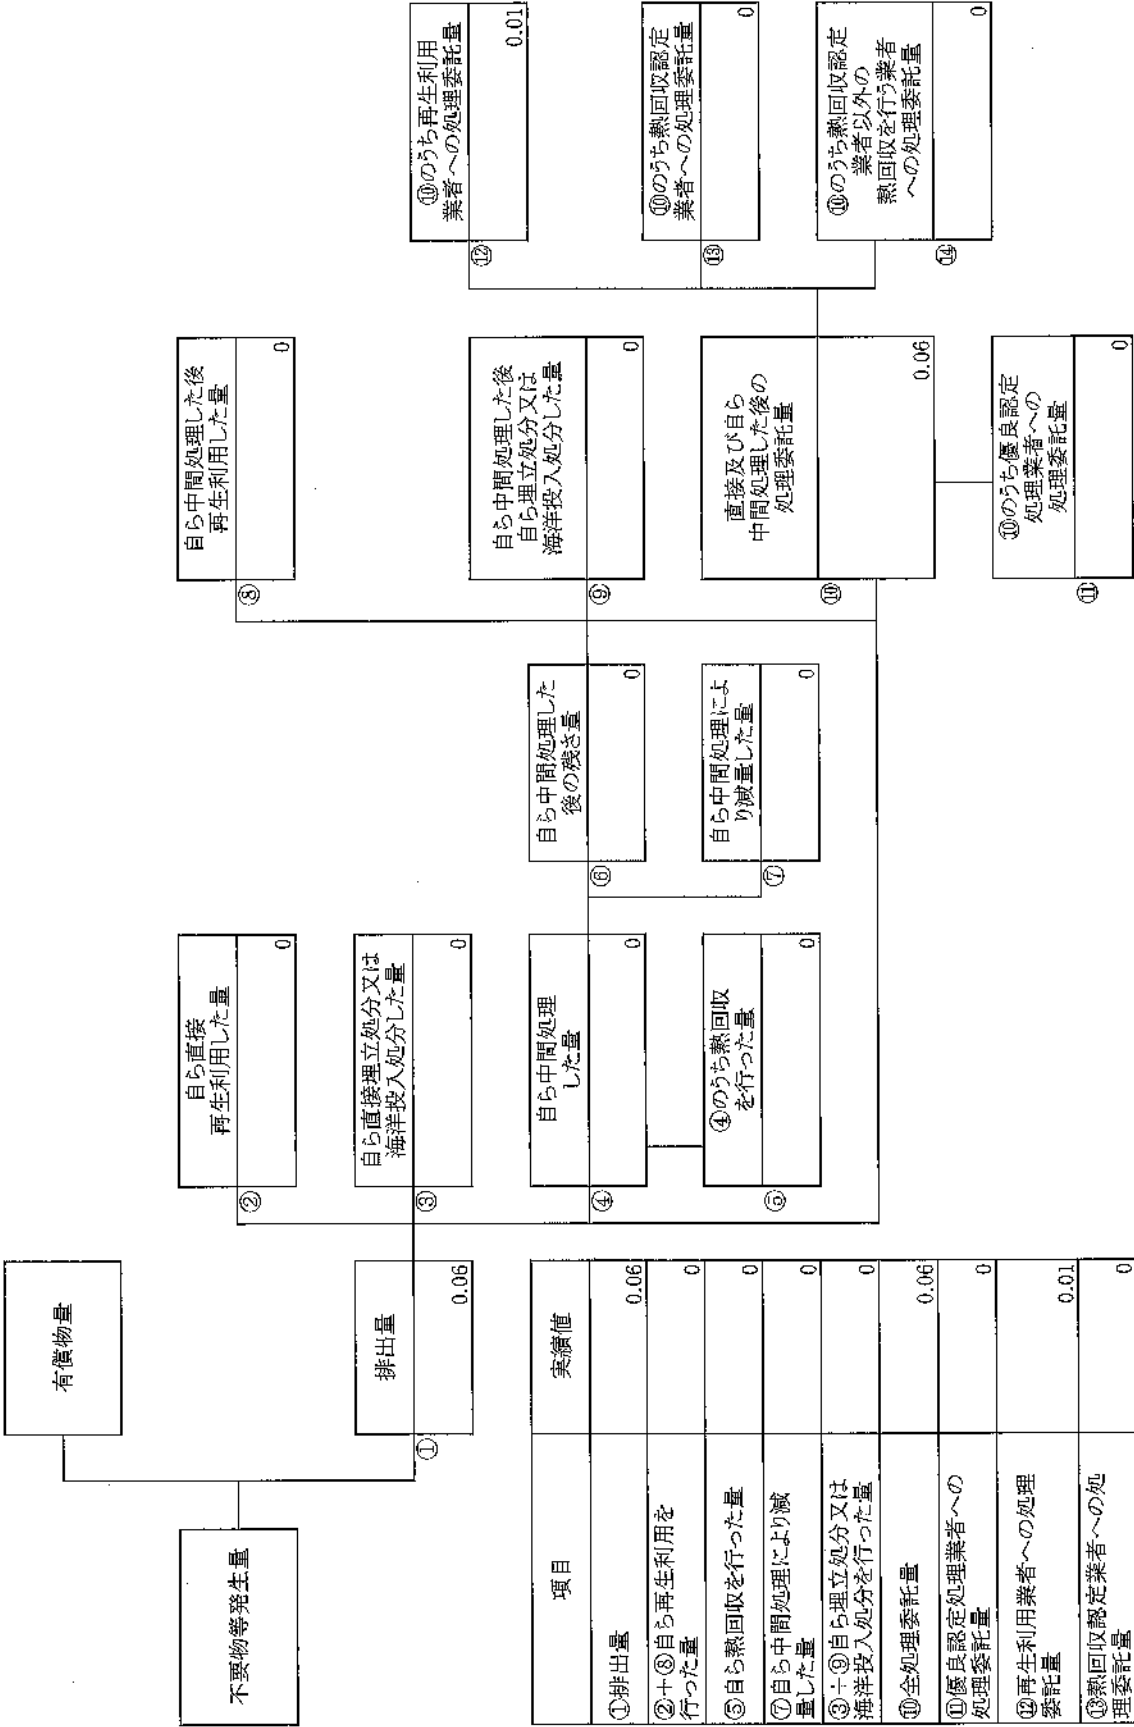 不要物等発生量
有償物量
排出量
①
0.06
自ら直接
再生利用した量
②
0
自ら直接埋立処分又は
海洋投入処分した量
③
0
自ら中間処理
した量
④
0
④のうち熱回収
を行った量
⑤
0
自ら中間処理した
後の残さ量
⑥
0
自ら中間処理によ
り減量した量
⑦
0
自ら中間処理した後
再生利用した量
⑧
0
自ら中間処理した後
自ら埋立処分又は
海洋投入処分した量
⑨
0
直接及び自ら
中間処理した後の
処理委託量
⑩
0.06
⑩のうち優良認定
処理業者への
処理委託量
⑪
0
⑩のうち再生利用
業者への処理委託量
⑫
0.01
⑩のうち熱回収認定
業者への処理委託量
⑬
0
⑩のうち熱回収認定
業者以外の
熱回収を行う業者
への処理委託量
⑭
0
項目 実績値
①排出量 0.06
②+⑧自ら再生利用を
行った量 0
⑤自ら熱回収を行った量 0
⑦自ら中間処理により減
量した量 0
③+⑨自ら埋立処分又は
海洋投入処分を行った量 0
⑩全処理委託量 0.06
⑪優良認定処理業者への
処理委託量 0
⑫再生利用業者への処理
委託量 0.01
⑬熱回収認定業者への処
理委託量 0